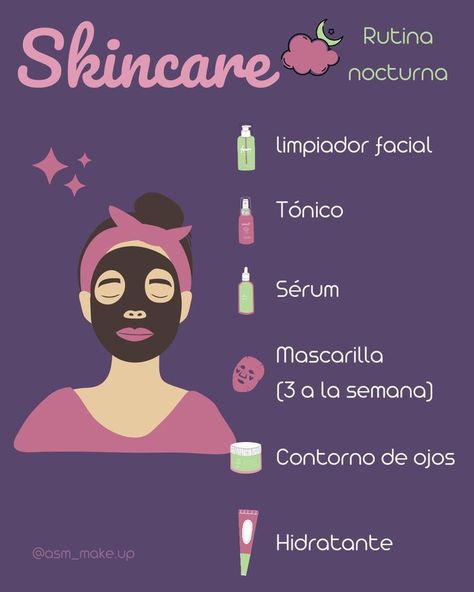 Skincare
Rutina
nocturna
limpiador facial
Tónico
Sérum
Mascarilla
(3 a la semana)
Contorno de ojos
Hidratante
@asm_make.up